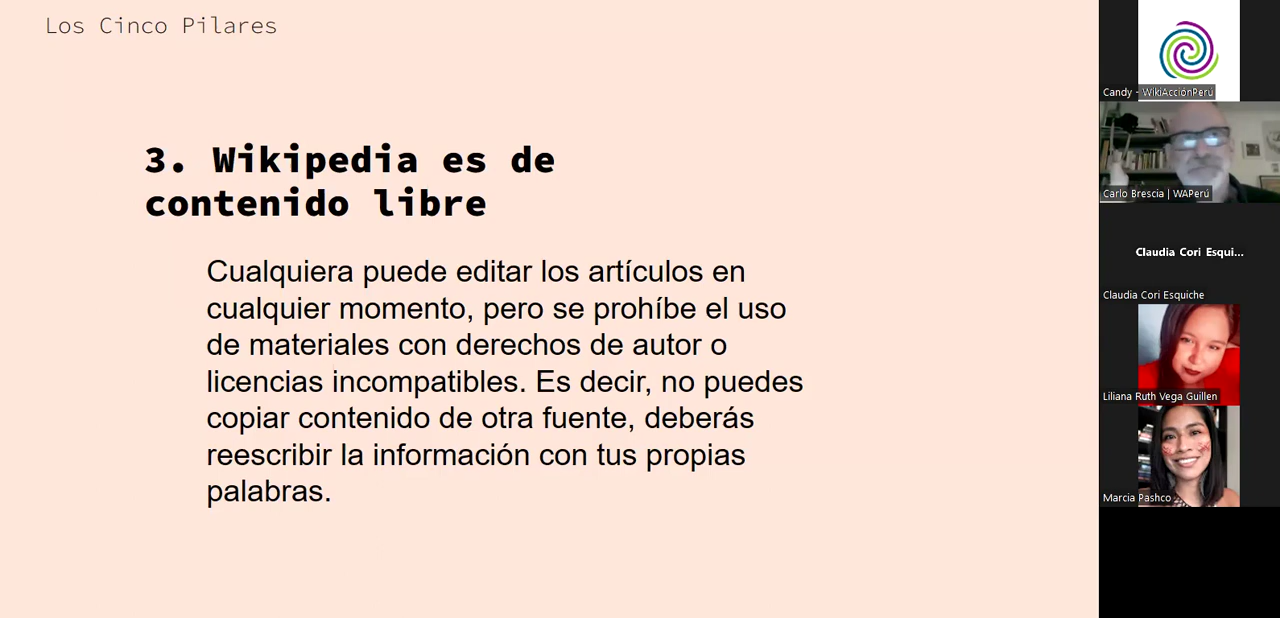 Los Cinco Pilares
3. Wikipedia es de
contenido libre
Cualquiera puede editar los artículos en
cualquier momento, pero se prohíbe el uso
de materiales con derechos de autor o
licencias incompatibles. Es decir, no puedes
copiar contenido de otra fuente, deberás
reescribir la información con tus propias
palabras.
Candy - WikiAcciónPerú
Carlo Brescia | WAPerú
Claudia Cori Esqui...
Claudia Cori Esquiche
Liliana Ruth Vega Guillen
Marcia Pashco